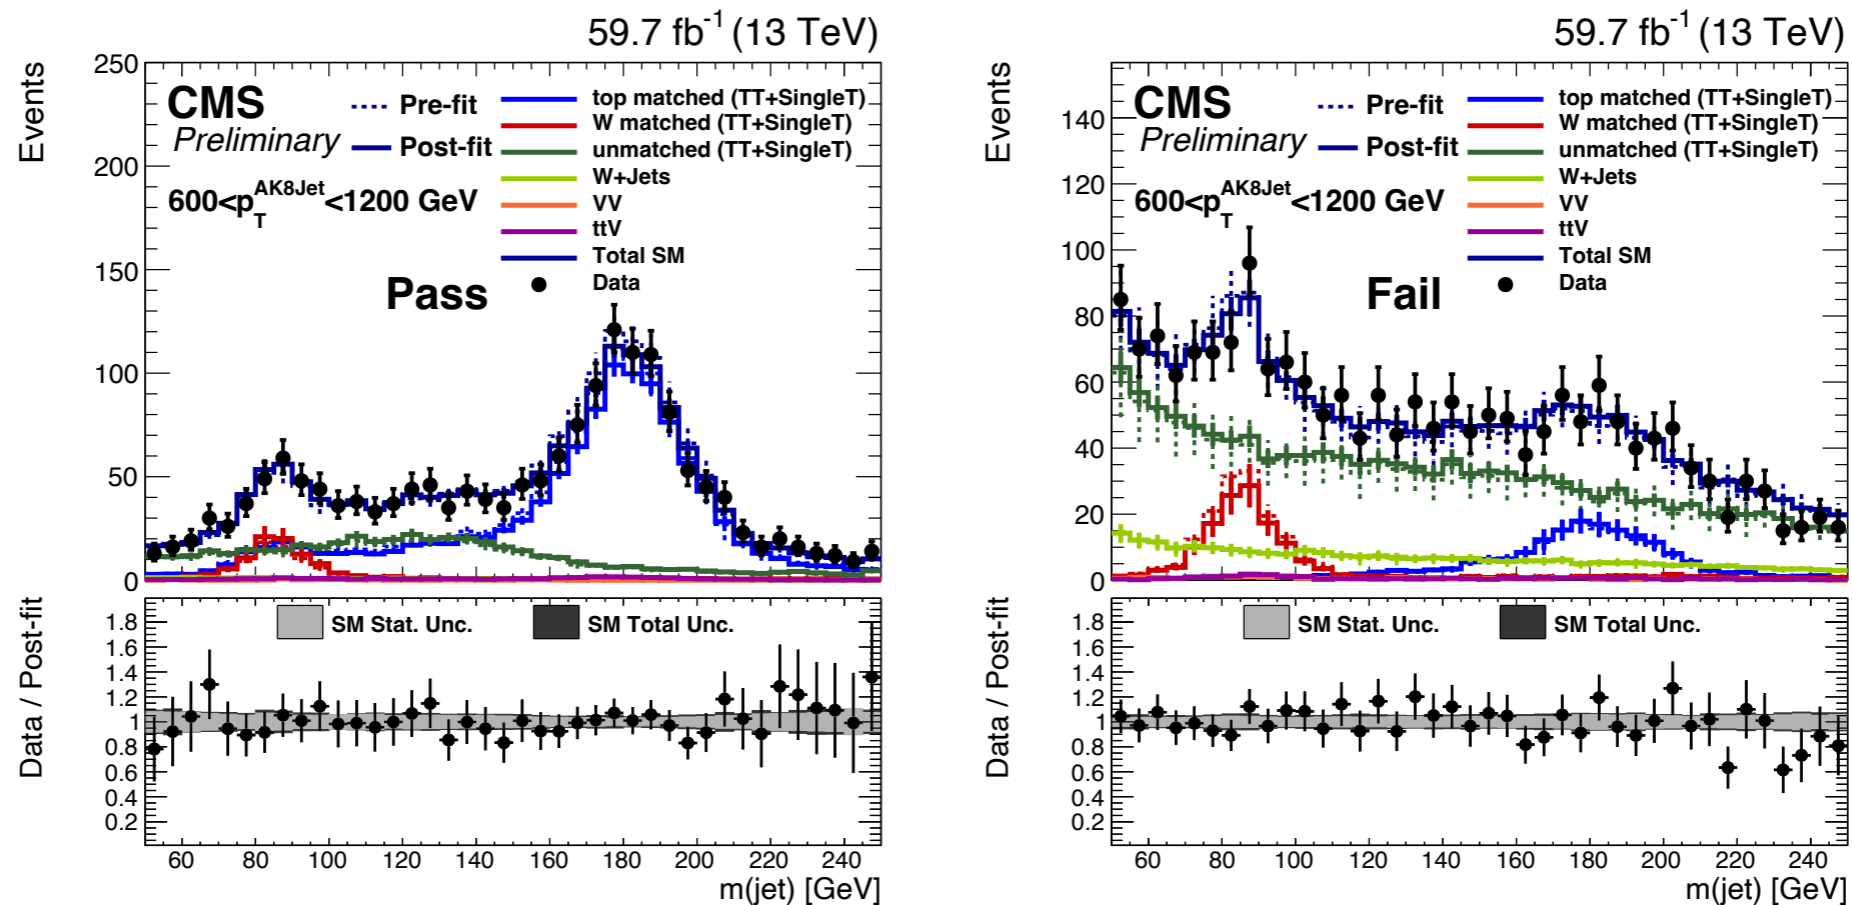 59.7 fb-1 (13 TeV)
Events
250
200
150
100
50
0
CMS
Preliminary
Pre-fit
Post-fit
600<pTAK8Jet<1200 GeV
top matched (TT+SingleT)
W matched (TT+SingleT)
unmatched (TT+SingleT)
W+Jets
VV
ttV
Total SM
Data
Pass
Data / Post-fit
1.8
1.6
1.4
1.2
1
0.8
0.6
0.4
0.2
SM Stat. Unc.
SM Total Unc.
60 80 100 120 140 160 180 200 220 240
m(jet) [GeV]
59.7 fb-1 (13 TeV)
Events
140
120
100
80
60
40
20
0
CMS
Preliminary
Pre-fit
Post-fit
600<pTAK8Jet<1200 GeV
top matched (TT+SingleT)
W matched (TT+SingleT)
unmatched (TT+SingleT)
W+Jets
VV
ttV
Total SM
Data
Fail
Data / Post-fit
1.8
1.6
1.4
1.2
1
0.8
0.6
0.4
0.2
SM Stat. Unc.
SM Total Unc.
60 80 100 120 140 160 180 200 220 240
m(jet) [GeV]